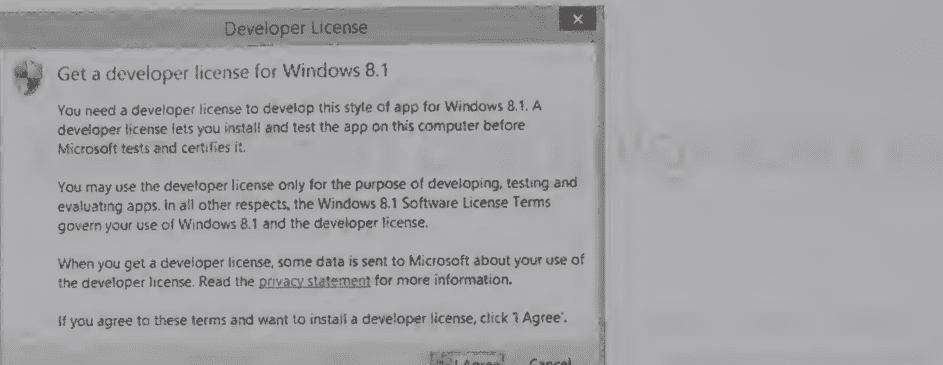 Developer License
Get a developer license for Windows 8.1
You need a developer license to develop this style of app for Windows 8.1. A
developer license lets you install and test the app on this computer before
Microsoft tests and certifies it.
You may use the developer license only for the purpose of developing, testing and
evaluating apps. In all other respects, the Windows 8.1 Software License Terms
govern your use of Windows 8.1 and the developer license.
When you get a developer license, some data is sent to Microsoft about your use of
the developer license. Read the privacy statement for more information.
If you agree to these terms and want to install a developer license, click 'I Agree'.
I Agree Cancel